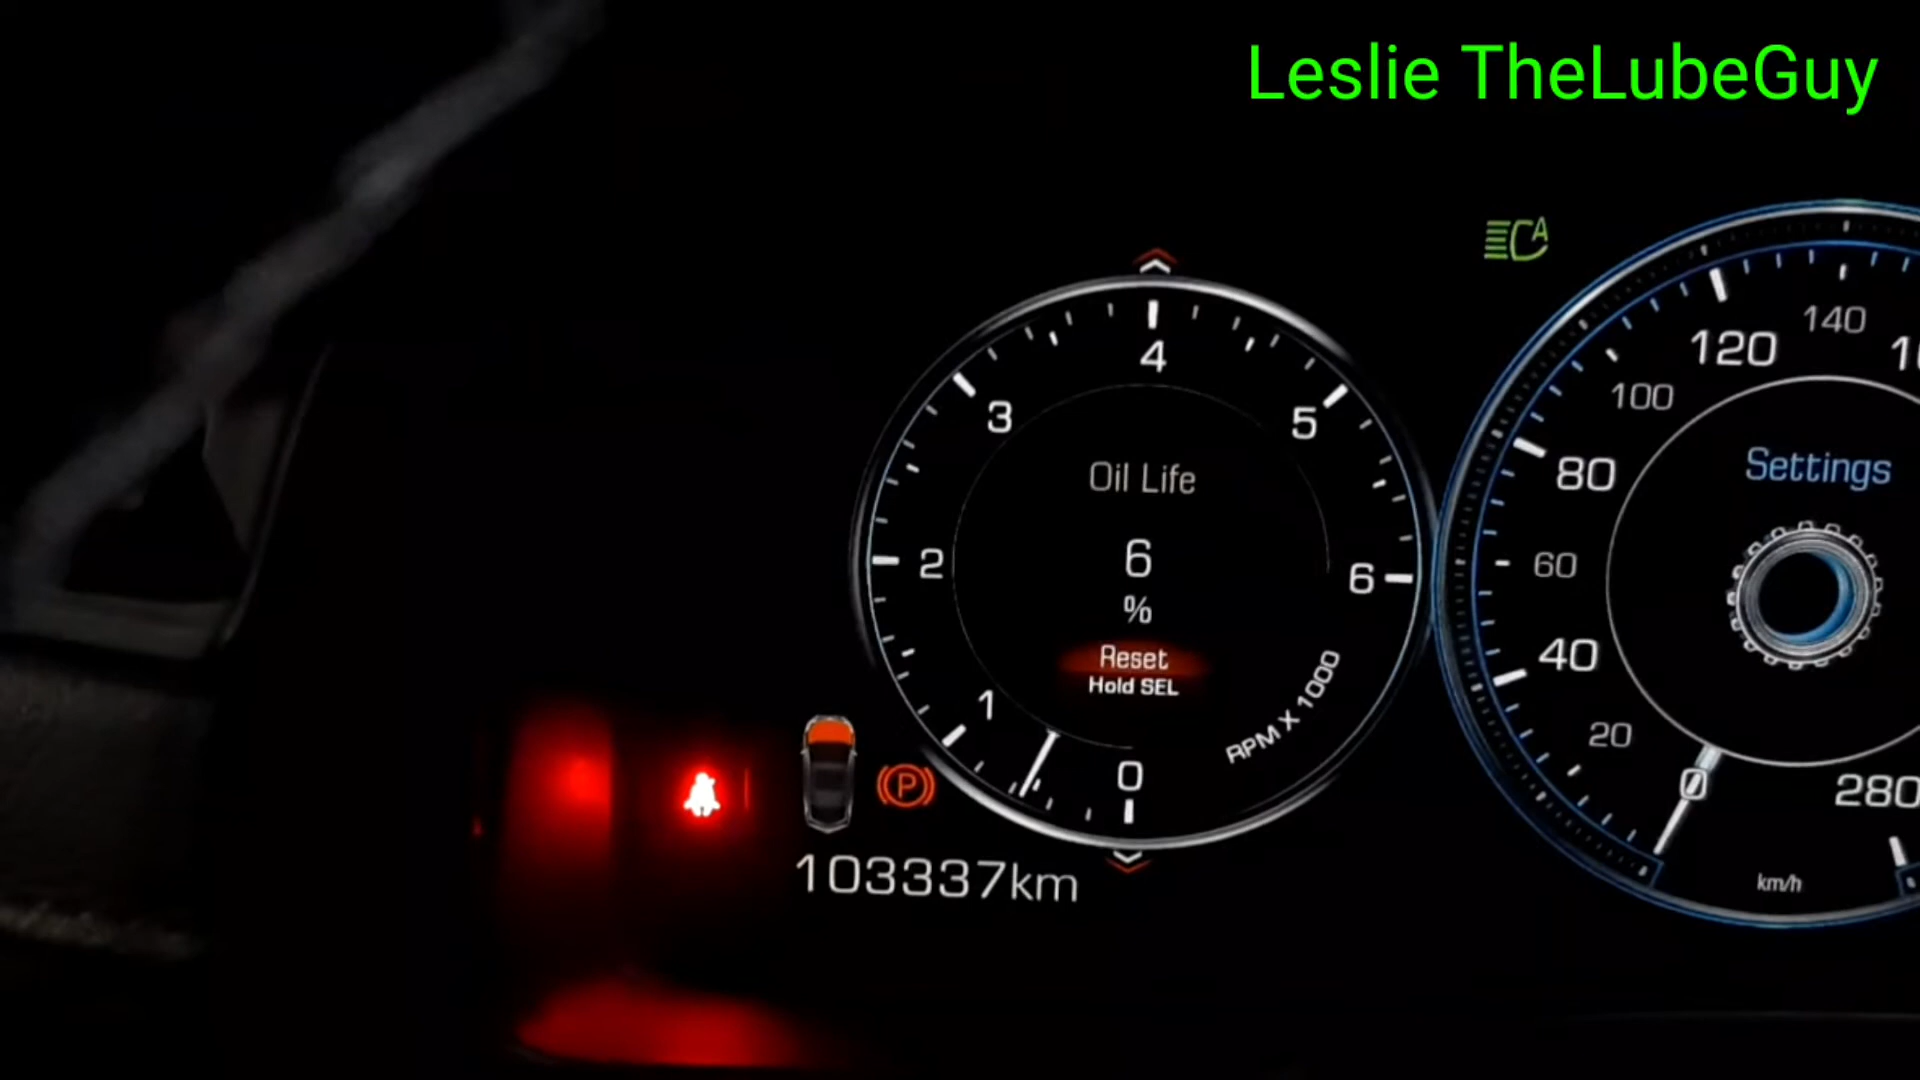 Leslie TheLubeGuy
4
3
5
2
6
1
0
RPM X 1000
Oil Life
6
%
Reset
Hold SEL
A
P
103337km
140
120
100
80
60
40
20
0
280
km/h
Settings